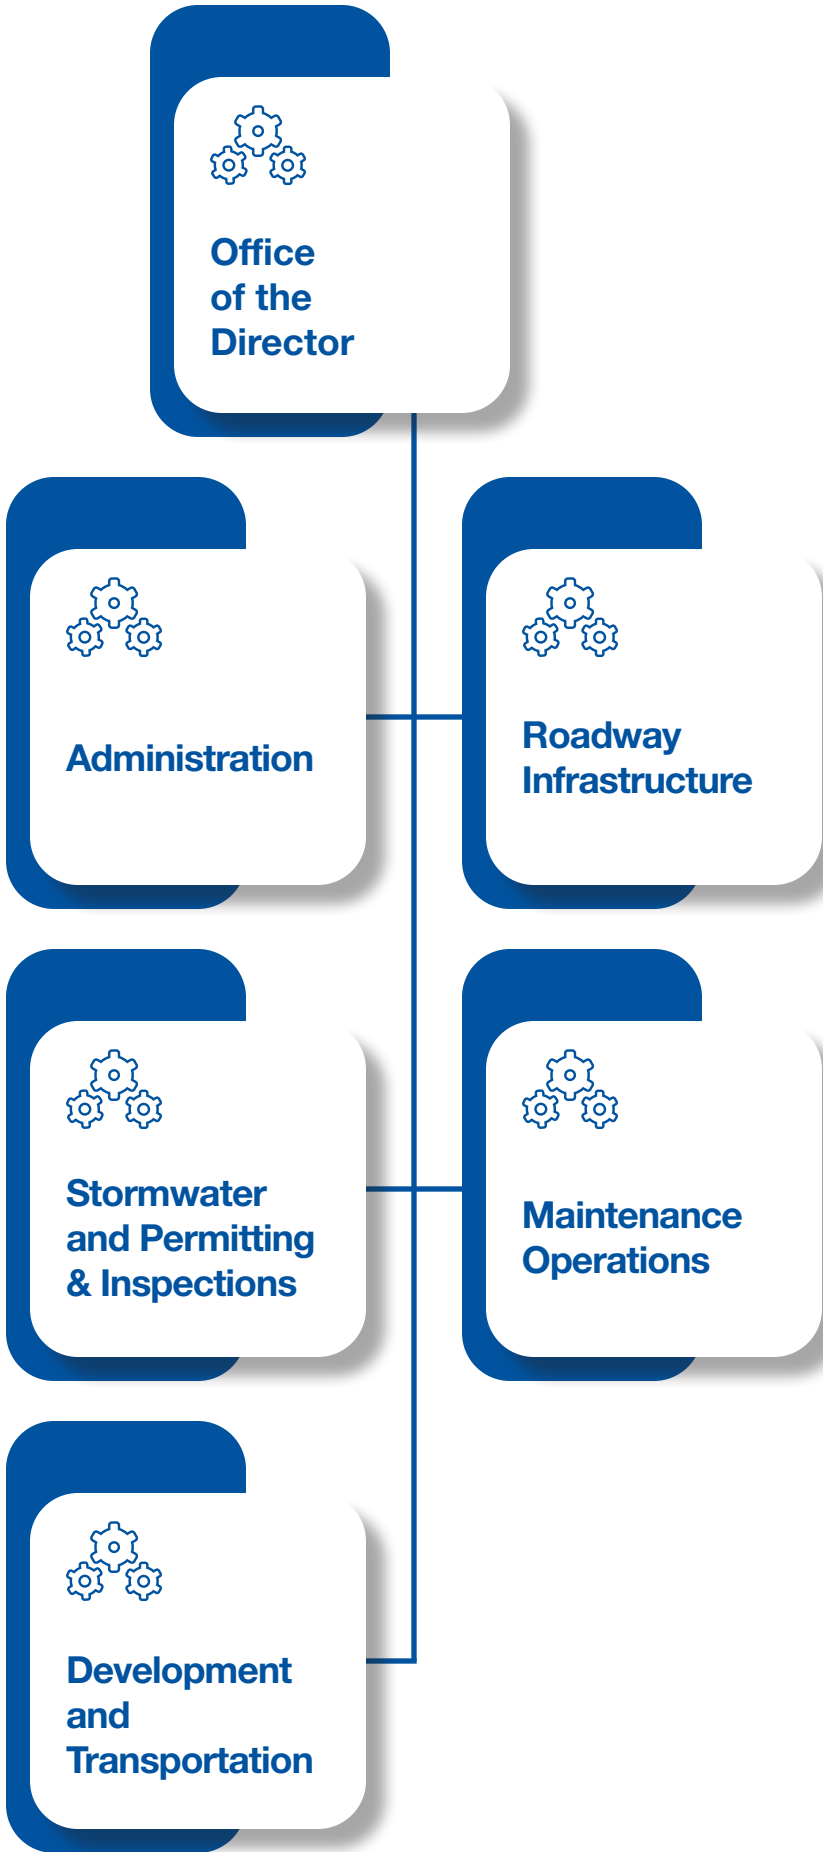 Office
of the
Director
Administration
Roadway
Infrastructure
Stormwater
and Permitting
& Inspections
Maintenance
Operations
Development
and
Transportation